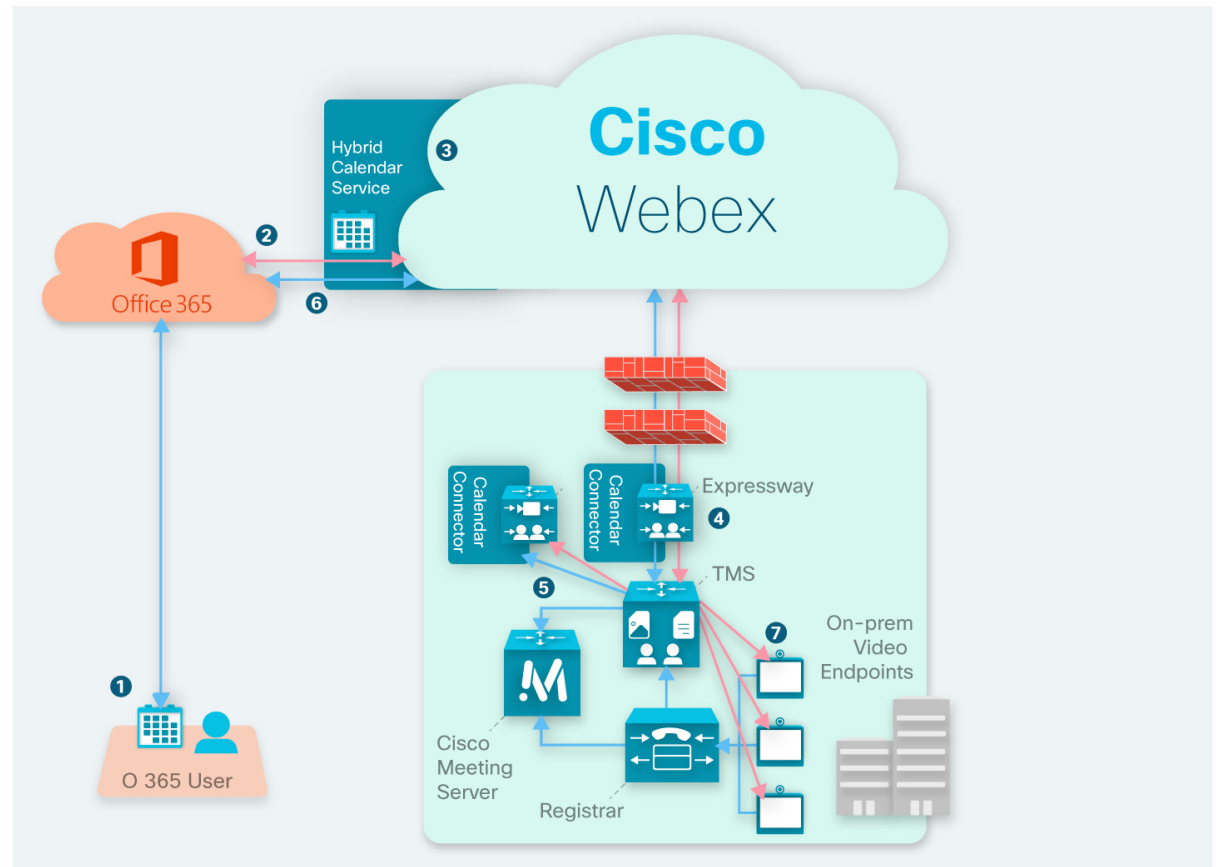 Cisco
Webex
Hybrid
Calendar
Service
3
2
6
Office 365
1
O 365 User
Calendar
Connector
Calendar
Connector
Expressway
4
TMS
5
7
On-prem
Video
Endpoints
M
Cisco
Meeting
Server
Registrar